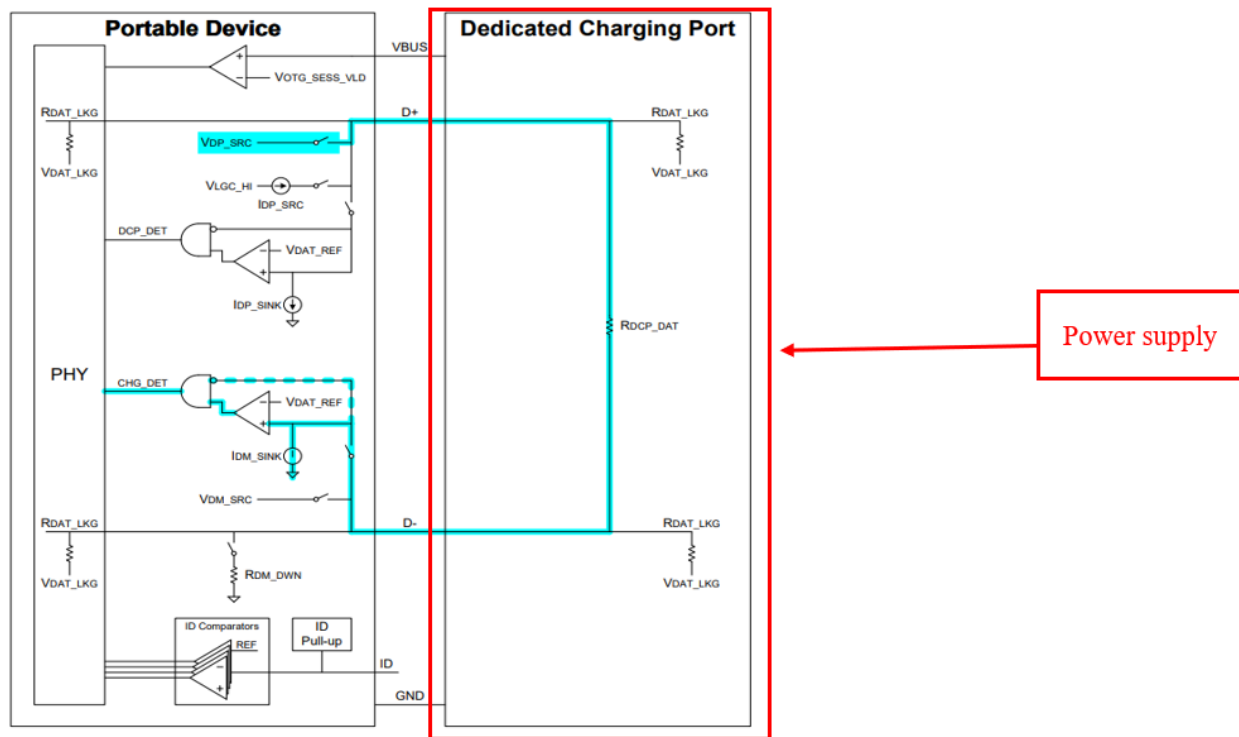 Portable Device
Dedicated Charging Port
VBUS
VOTG_SESS_VLD
RDAT_LKG
D+
RDAT_LKG
VDP_SRC
VDAT_LKG
VDAT_LKG
VLGC_HI
IDP_SRC
DCP_DET
VDAT_REF
IDP_SINK
RDCP_DAT
Power supply
PHY
CHG_DET
VDAT_REF
IDM_SINK
VDM_SRC
RDAT_LKG
D-
RDAT_LKG
VDAT_LKG
RDM_DWN
VDAT_LKG
ID Comparators
REF
ID
Pull-up
ID
GND